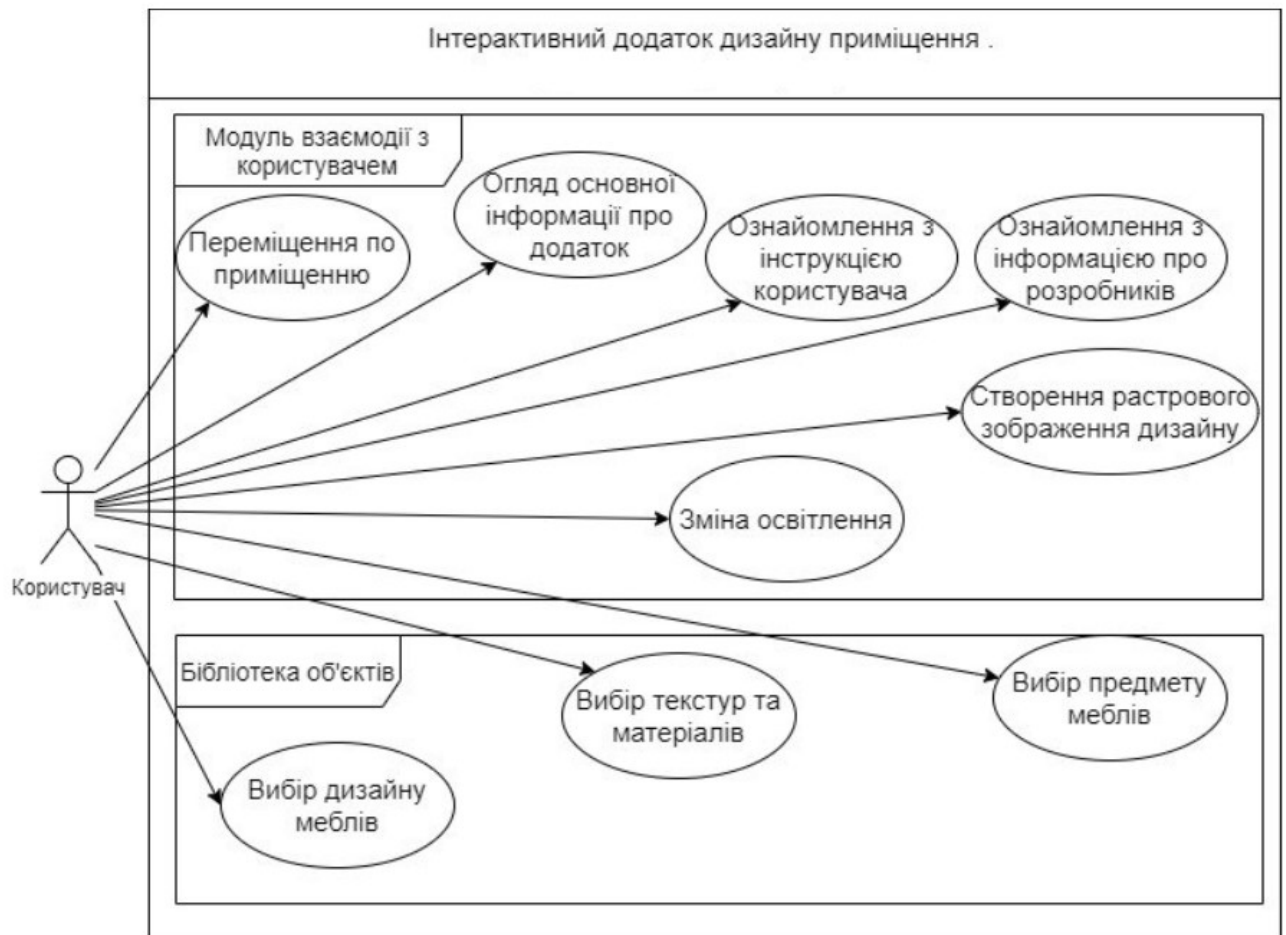 Інтерактивний додаток дизайну приміщення .
Модуль взаємодії з
користувачем
Переміщення по
приміщенню
Огляд основної
інформації про
додаток
Ознайомлення з
інструкцією
користувача
Ознайомлення з
інформацією про
розробників
Створення растрового
зображення дизайну
Зміна освітлення
Користувач
Бібліотека об'єктів
Вибір дизайну
меблів
Вибір текстур та
матеріалів
Вибір предмету
меблів